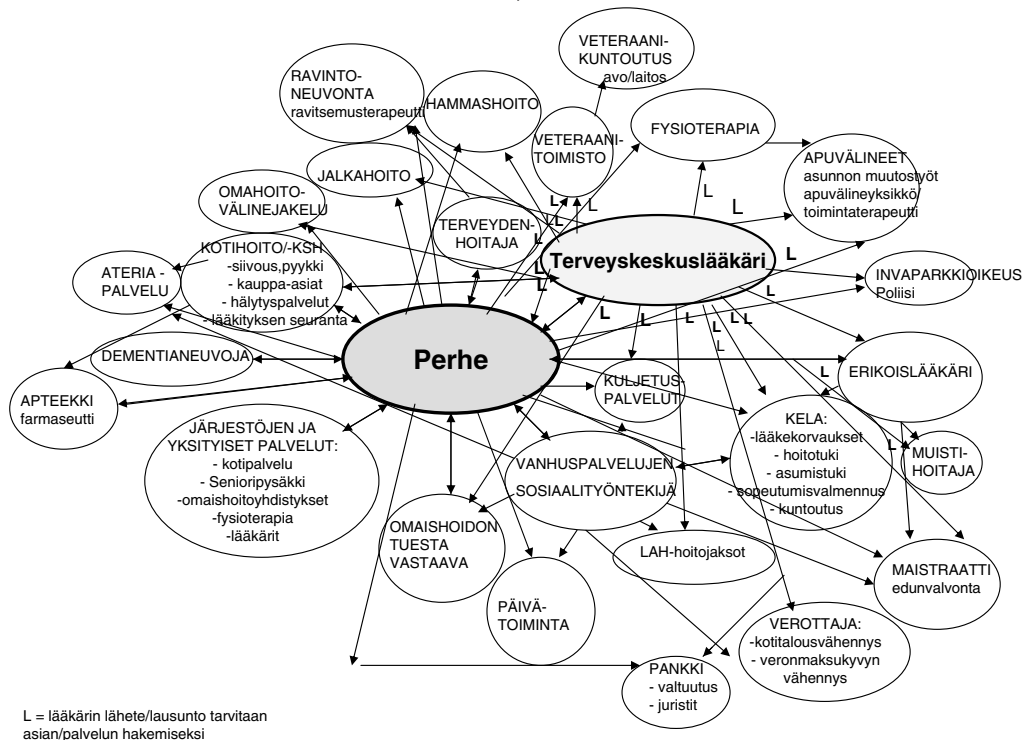 VETERAANI-
KUNTOUTUS
avo/laitos
RAVINTO-
NEUVONTA
ravitsemusterapeutti
HAMMASHOITO
VETERAANI-
TOIMISTO
FYSIOTERAPIA
APUVÄLINEET
asunnon muutostyöt
apuvälineyksikkö/
toimintaterapeutti
JALKAHOITO
OMAHOITO-
VÄLINEJAKELU
TERVEYDEN-
HOITAJA
L
L
L
L
L
L
L
L
Terveyskeskuslääkäri
L
L
L
L
INVAPARKKIOIKEUS
Poliisi
KOTIHOITO/-KSH
-siivous,pyykki
- kauppa-asiat
- hälytyspalvelut
- lääkityksen seuranta
ATERIA -
PALVELU
Perhe
L
L
L
L
L
L
L
DEMENTIANEUVOJA
L
ERIKOISLÄÄKÄRI
APTEEKKI
farmaseutti
KULJETUS-
PALVELUT
KELA:
-lääkekorvaukset
- hoitotuki
- asumistuki
- sopeutumisvalmennus
- kuntoutus
L
MUISTI-
HOITAJA
JÄRJESTÖJEN JA
YKSITYISET PALVELUT:
- kotipalvelu
- Senioripysäkki
-omaishoitoyhdistykset
-fysioterapia
-lääkärit
VANHUSPALVELUJEN
SOSIAALITYÖNTEKIJÄ
OMAISHOIDON
TUESTA
VASTAAVA
LAH-hoitojaksot
MAISTRAATTI
edunvalvonta
PÄIVÄ-
TOIMINTA
VEROTTAJA:
-kotitalousvähennys
- veronmaksukyvyn
vähennys
PANKKI
- valtuutus
- juristit
L = lääkärin lähete/lausunto tarvitaan
asian/palvelun hakemiseksi